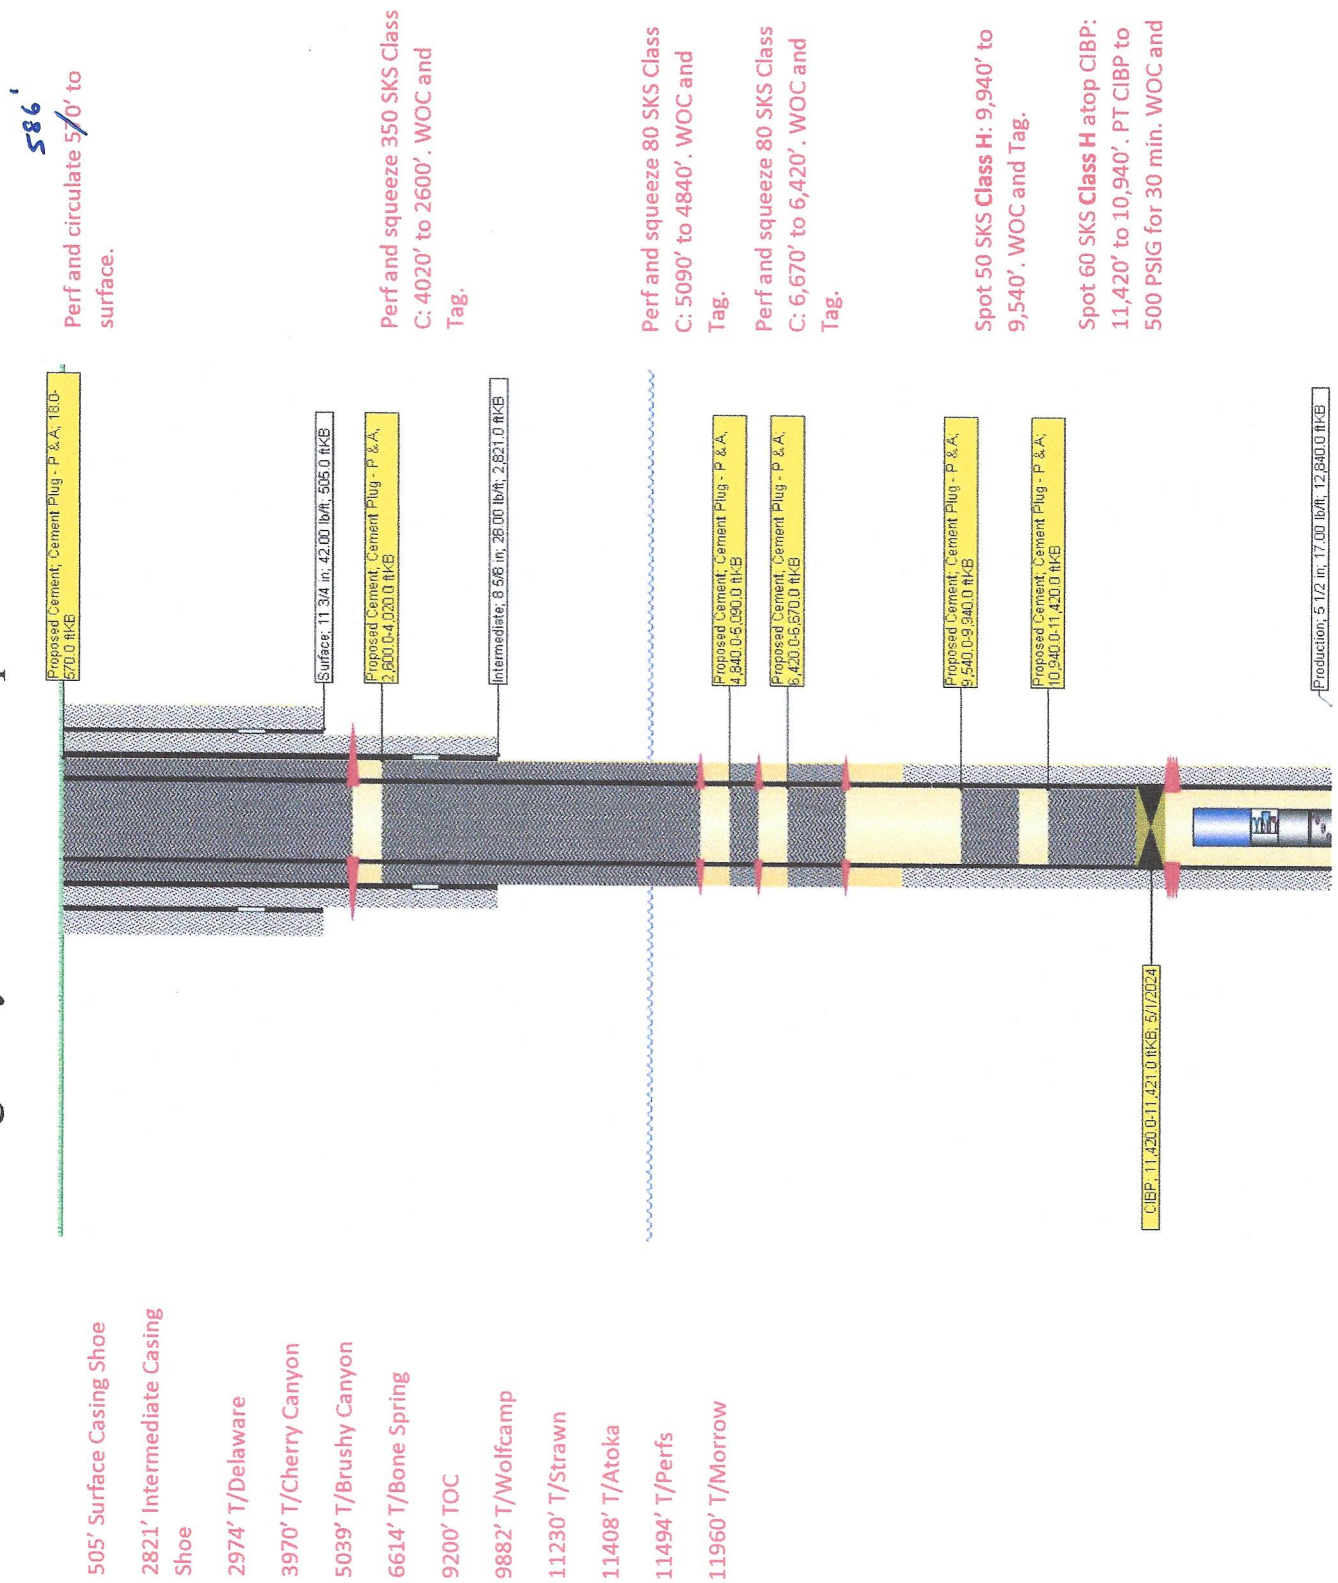 505' Surface Casing Shoe
2821' Intermediate Casing
Shoe
2974' T/Delaware
3970' T/Cherry Canyon
5039' T/Brushy Canyon
6614' T/Bone Spring
9200' TOC
9882' T/Wolfcamp
11230' T/Strawn
11408' T/Atoka
11494' T/Perfs
11960' T/Morrow
CIBP; 11,420.0-11,421.0 ftKB; 5/1/2024
Proposed Cement; Cement Plug - P & A; 18.0-
570.0 ftKB
Surface; 11 3/4 in; 42.00 lb/ft; 505.0 ftKB
Proposed Cement; Cement Plug - P & A;
2,600.0-4,020.0 ftKB
Intermediate; 8 5/8 in; 28.00 lb/ft; 2,821.0 ftKB
Proposed Cement; Cement Plug - P & A;
4,840.0-5,090.0 ftKB
Proposed Cement; Cement Plug - P & A;
6,420.0-6,670.0 ftKB
Proposed Cement; Cement Plug - P & A;
9,540.0-9,940.0 ftKB
Proposed Cement; Cement Plug - P & A;
10,940.0-11,420.0 ftKB
Production; 5 1/2 in; 17.00 lb/ft; 12,840.0 ftKB
586'
Perf and circulate 570' to
surface.
Perf and squeeze 350 SKS Class
C: 4020' to 2600'. WOC and
Tag.
Perf and squeeze 80 SKS Class
C: 5090' to 4840'. WOC and
Tag.
Perf and squeeze 80 SKS Class
C: 6,670' to 6,420'. WOC and
Tag.
Spot 50 SKS Class H: 9,940' to
9,540'. WOC and Tag.
Spot 60 SKS Class H atop CIBP:
11,420' to 10,940'. PT CIBP to
500 PSIG for 30 min. WOC and